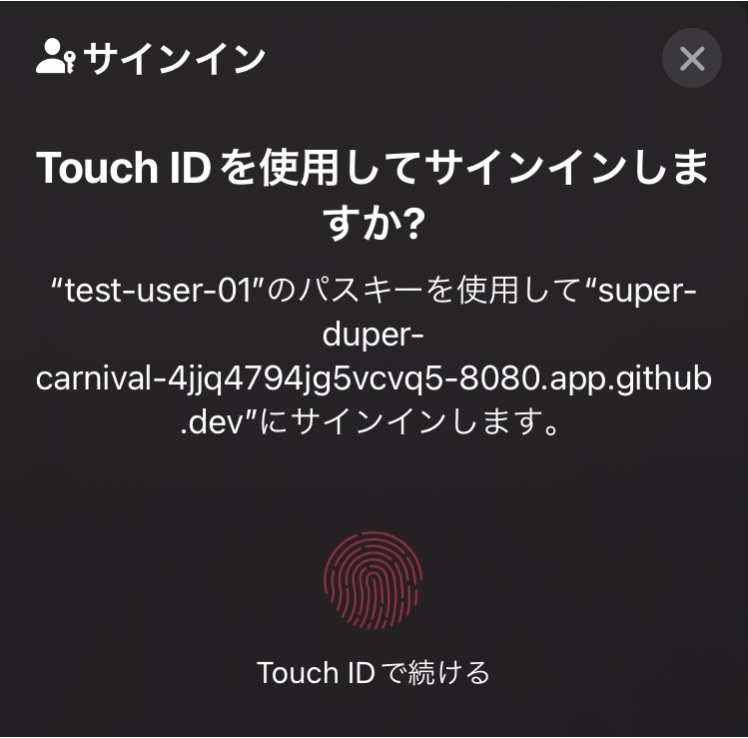 サインイン
Touch IDを使用してサインインしま
すか?
“test-user-01”のパスキーを使用して“super-
duper-
carnival-4jjq4794jg5vcvq5-8080.app.github
.dev”にサインインします。
Touch IDで続ける